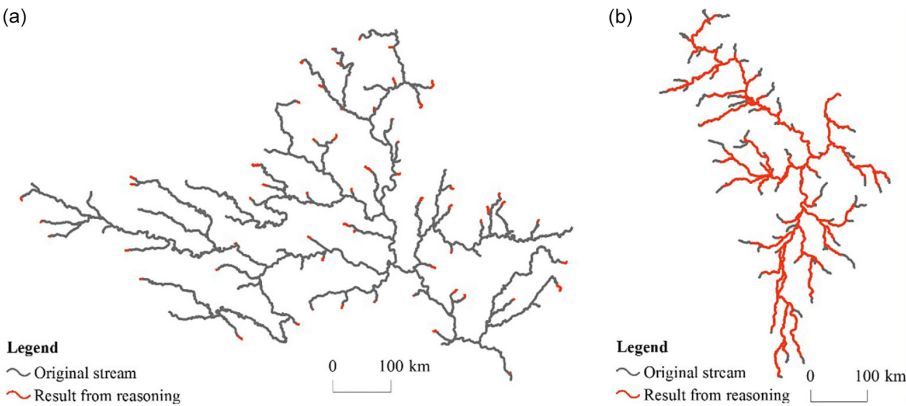 (a)
Legend
Original stream
Result from reasoning
0 100 km
(b)
Legend
Original stream
Result from reasoning
0 100 km